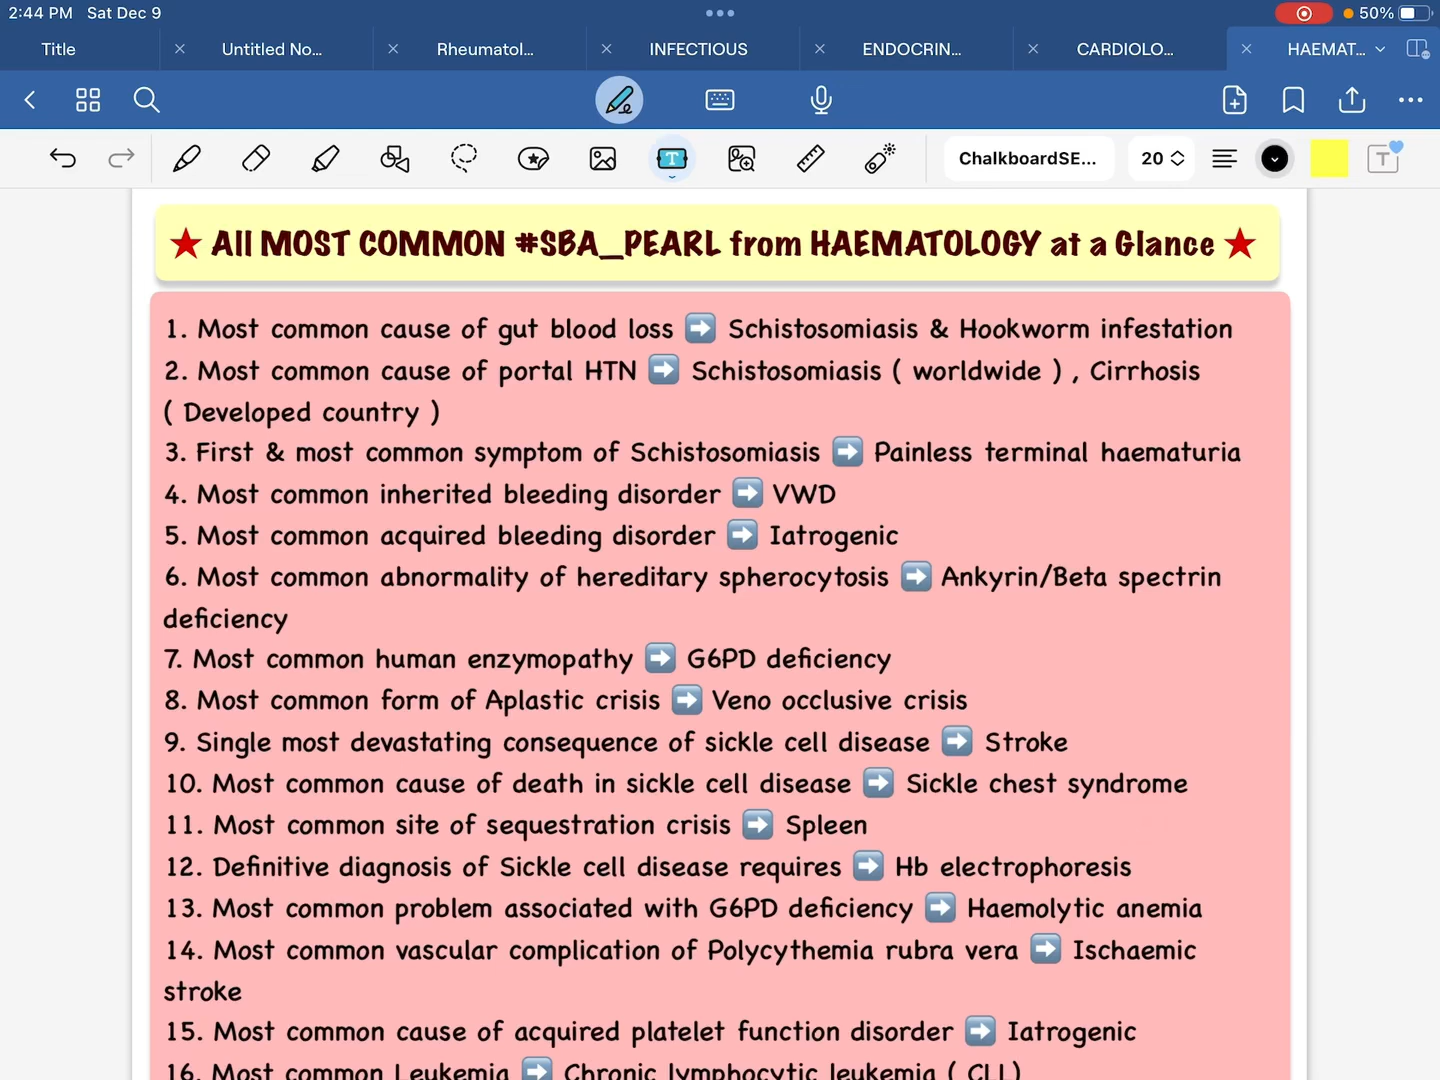 2:44 PM Sat Dec 9
50%
Title
Untitled No...
Rheumatol...
INFECTIOUS
ENDOCRIN...
CARDIOLO...
HAEMAT...
ChalkboardSE...
20
All MOST COMMON #SBA_PEARL from HAEMATOLOGY at a Glance
1. Most common cause of gut blood loss ➡️ Schistosomiasis & Hookworm infestation
2. Most common cause of portal HTN ➡️ Schistosomiasis ( worldwide ) , Cirrhosis
( Developed country )
3. First & most common symptom of Schistosomiasis ➡️ Painless terminal haematuria
4. Most common inherited bleeding disorder ➡️ VWD
5. Most common acquired bleeding disorder ➡️ Iatrogenic
6. Most common abnormality of hereditary spherocytosis ➡️ Ankyrin/Beta spectrin
deficiency
7. Most common human enzymopathy ➡️ G6PD deficiency
8. Most common form of Aplastic crisis ➡️ Veno occlusive crisis
9. Single most devastating consequence of sickle cell disease ➡️ Stroke
10. Most common cause of death in sickle cell disease ➡️ Sickle chest syndrome
11. Most common site of sequestration crisis ➡️ Spleen
12. Definitive diagnosis of Sickle cell disease requires ➡️ Hb electrophoresis
13. Most common problem associated with G6PD deficiency ➡️ Haemolytic anemia
14. Most common vascular complication of Polycythemia rubra vera ➡️ Ischaemic
stroke
15. Most common cause of acquired platelet function disorder ➡️ Iatrogenic
16. Most common Leukemia ➡️ Chronic lymphocytic leukemia ( CLL)